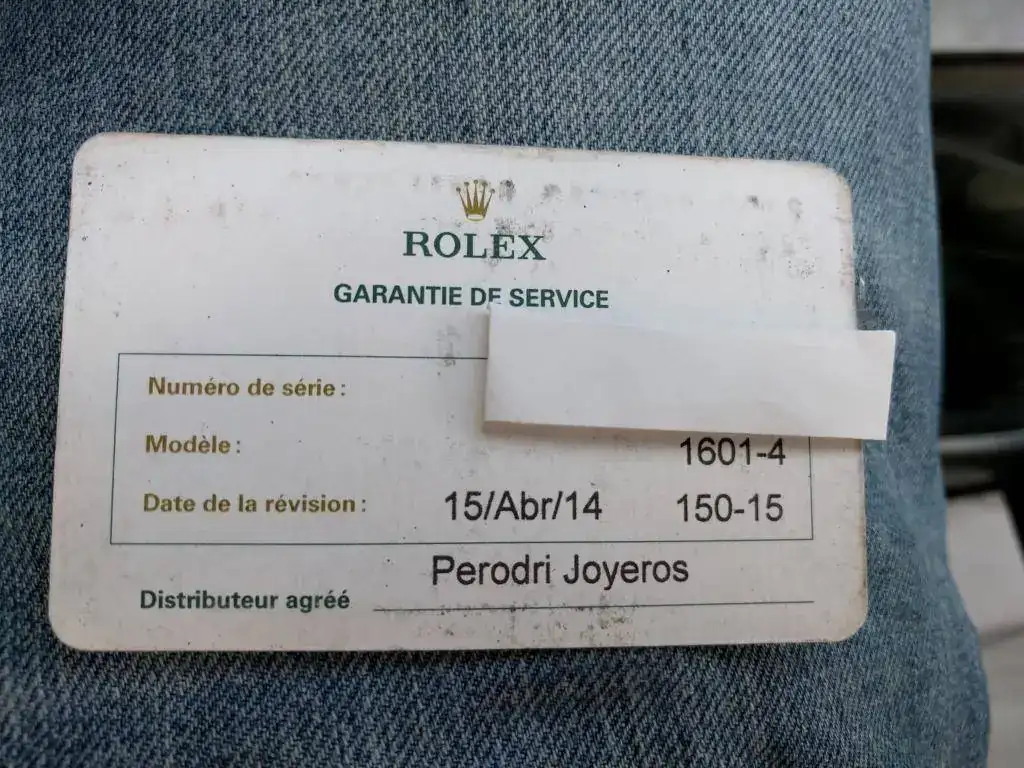 ROLEX
GARANTIE DE SERVICE
Numéro de série :
Modèle : 1601-4
Date de la révision : 15/Abr/14 150-15
Perodri Joyeros
Distributeur agréé